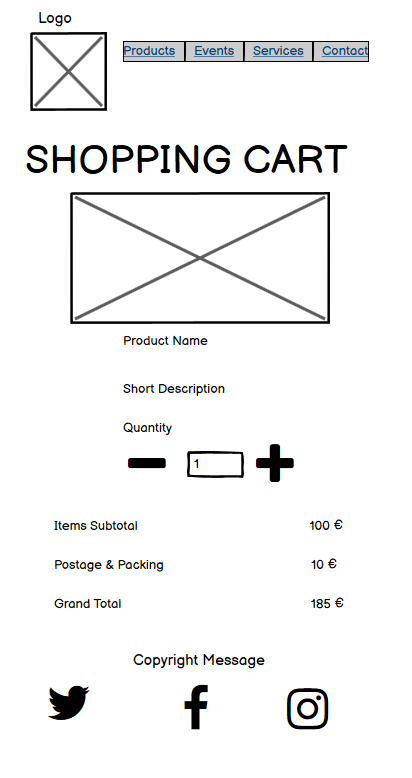 Logo
Products Events Services Contact
SHOPPING CART
Product Name
Short Description
Quantity
1
Items Subtotal 100 €
Postage & Packing 10 €
Grand Total 185 €
Copyright Message